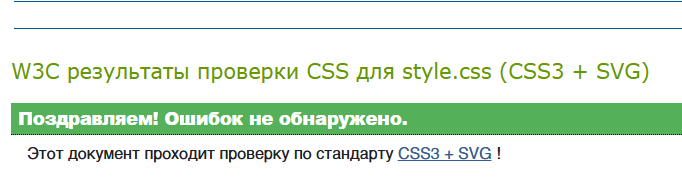 W3C результаты проверки CSS для style.css (CSS3 + SVG)
Поздравляем! Ошибок не обнаружено.
Этот документ проходит проверку по стандарту CSS3 + SVG !